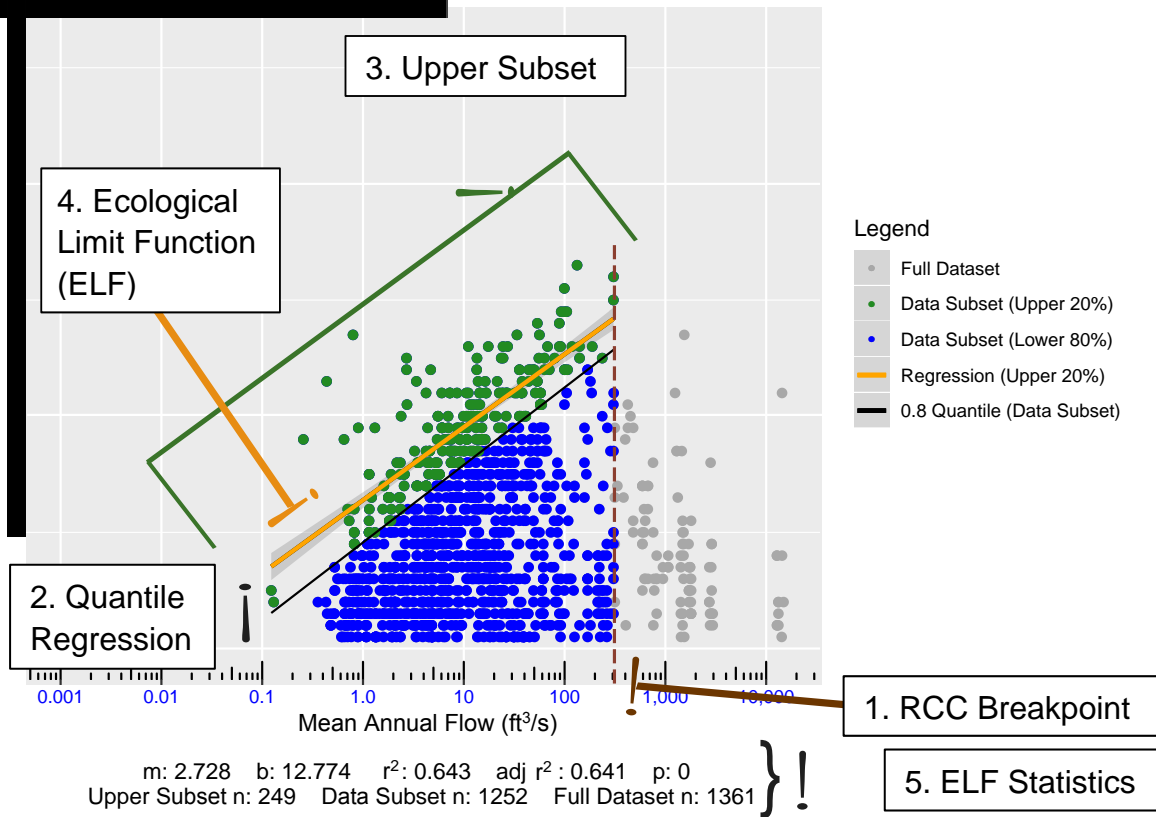 3. Upper Subset
4. Ecological
Limit Function
(ELF)
Legend
Full Dataset
Data Subset (Upper 20%)
Data Subset (Lower 80%)
Regression (Upper 20%)
0.8 Quantile (Data Subset)
2. Quantile
Regression
0.001 0.01 0.1 1.0 10 100 1,000 10,000
Mean Annual Flow (ft³/s)
1. RCC Breakpoint
m: 2.728 b: 12.774 r²: 0.643 adj r² : 0.641 p: 0
Upper Subset n: 249 Data Subset n: 1252 Full Dataset n: 1361
5. ELF Statistics